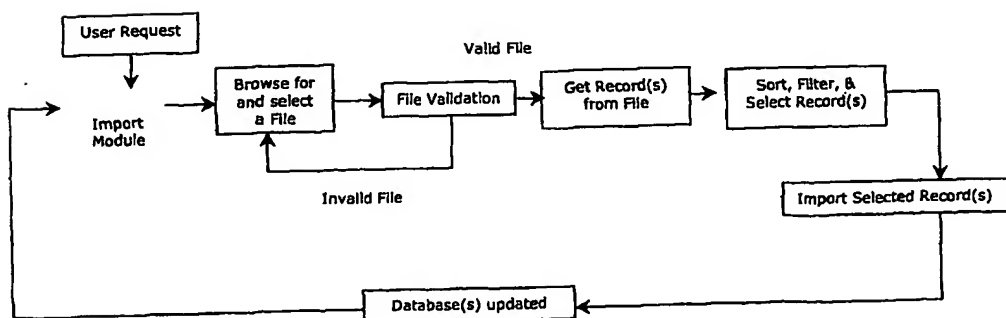 User Request
Valid File
Browse for
and select
a File
File Validation
Get Record(s)
from File
Sort, Filter, &
Select Record(s)
Import
Module
Invalid File
Import Selected Record(s)
Database(s) updated